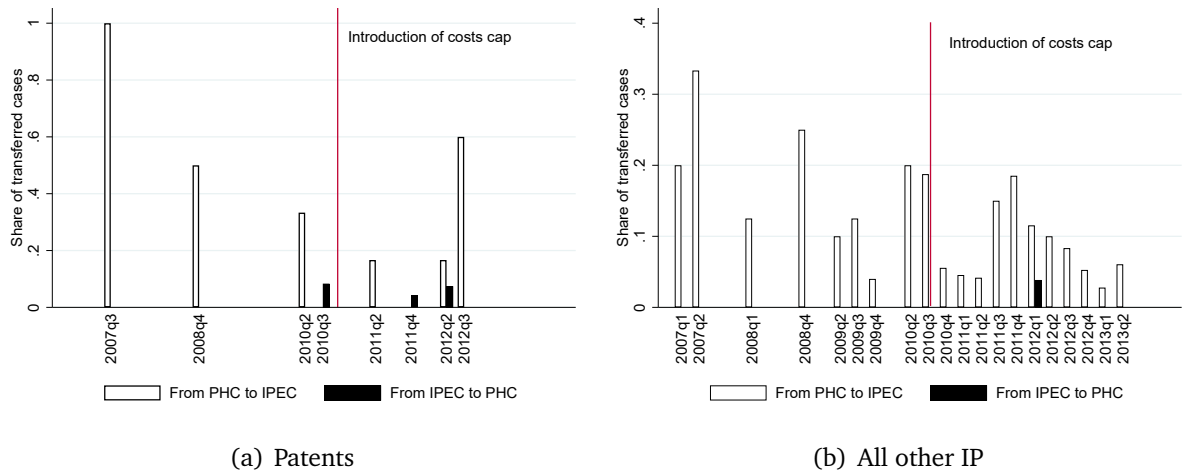 Share of transferred cases
1
.8
.6
.4
.2
0
Introduction of costs cap
2007q3
2008q4
2010q2
2010q3
2011q2
2011q4
2012q2
2012q3
From PHC to IPEC
From IPEC to PHC
(a) Patents
Share of transferred cases
.4
.3
.2
.1
0
Introduction of costs cap
2007q1
2007q2
2008q1
2008q4
2009q2
2009q3
2009q4
2010q2
2010q3
2010q4
2011q1
2011q2
2011q3
2011q4
2012q1
2012q2
2012q3
2012q4
2013q1
2013q2
From PHC to IPEC
From IPEC to PHC
(b) All other IP